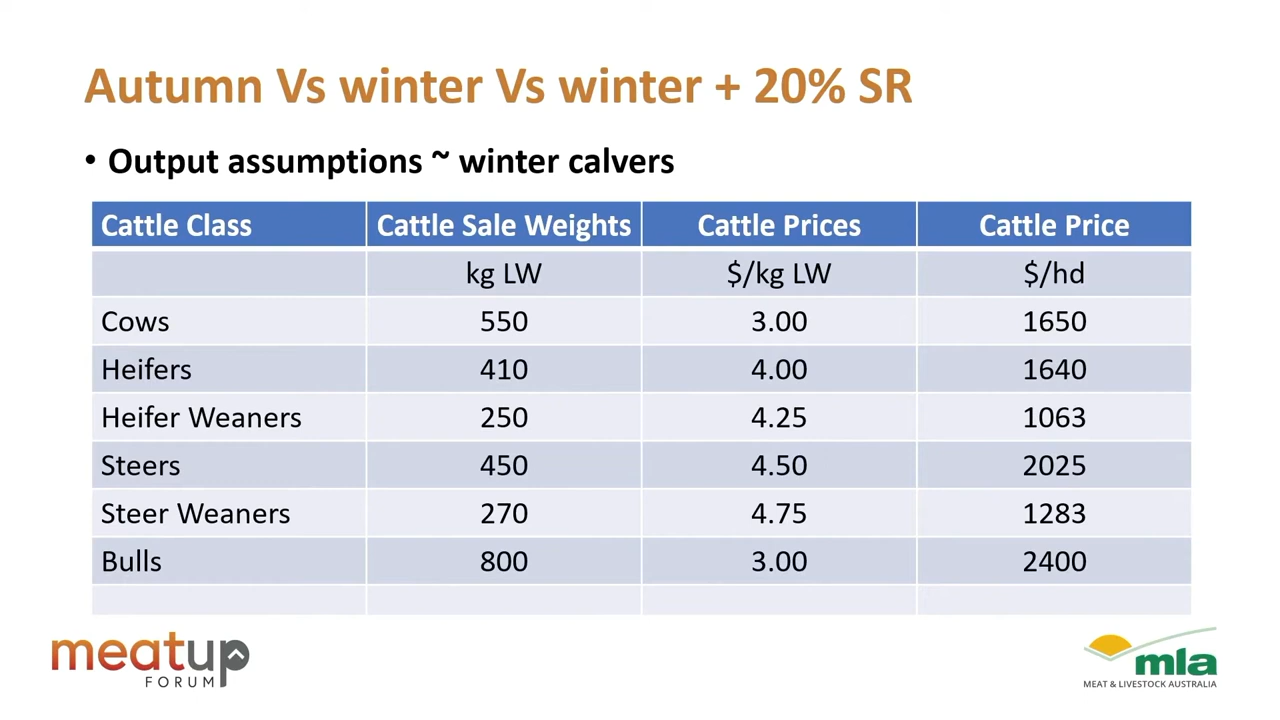 Autumn Vs winter Vs winter + 20% SR
• Output assumptions ~ winter calvers
Cattle Class Cattle Sale Weights Cattle Prices Cattle Price
kg LW $/kg LW $/hd
Cows 550 3.00 1650
Heifers 410 4.00 1640
Heifer Weaners 250 4.25 1063
Steers 450 4.50 2025
Steer Weaners 270 4.75 1283
Bulls 800 3.00 2400
meatup
FORUM
mla
MEAT & LIVESTOCK AUSTRALIA